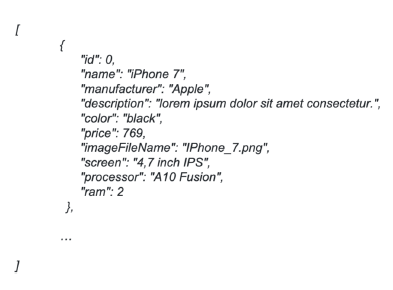 [
{
"id": 0,
"name": "iPhone 7",
"manufacturer": "Apple",
"description": "lorem ipsum dolor sit amet consectetur.",
"color": "black",
"price": 769,
"imageFileName": "IPhone_7.png",
"screen": "4,7 inch IPS",
"processor": "A10 Fusion",
"ram": 2
},
...
]